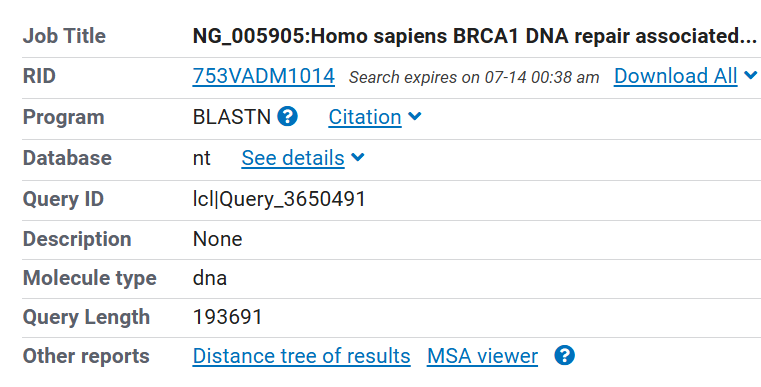 Job Title NG_005905:Homo sapiens BRCA1 DNA repair associated...
RID 753VADM1014 Search expires on 07-14 00:38 am Download All
Program BLASTN ? Citation
Database nt See details
Query ID lcl|Query_3650491
Description None
Molecule type dna
Query Length 193691
Other reports Distance tree of results MSA viewer ?